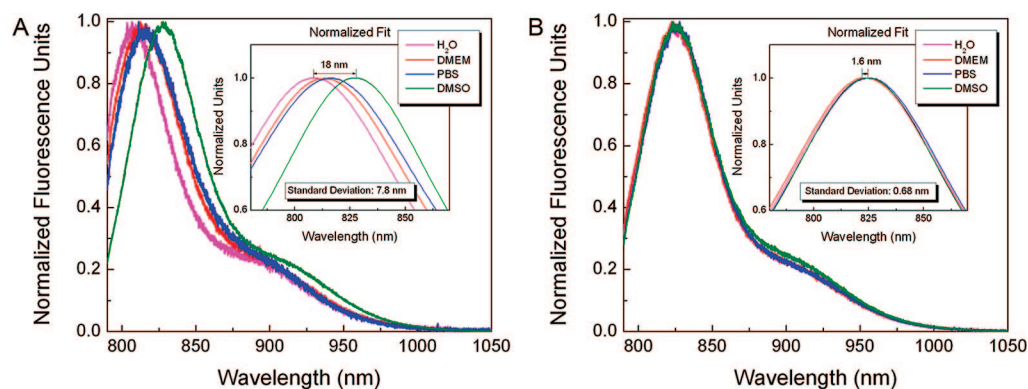 A
Normalized Fluorescence Units
1.0
0.8
0.6
0.4
0.2
0.0
800
850
900
950
1000
1050
Wavelength (nm)
Normalized Fit
H₂O
DMEM
PBS
DMSO
18 nm
Normalized Units
1.0
0.8
0.6
Standard Deviation: 7.8 nm
800
825
850
Wavelength (nm)
B
Normalized Fluorescence Units
1.0
0.8
0.6
0.4
0.2
0.0
800
850
900
950
1000
1050
Wavelength (nm)
Normalized Fit
H₂O
DMEM
PBS
DMSO
1.6 nm
Normalized Units
1.0
0.8
0.6
Standard Deviation: 0.68 nm
800
825
850
Wavelength (nm)